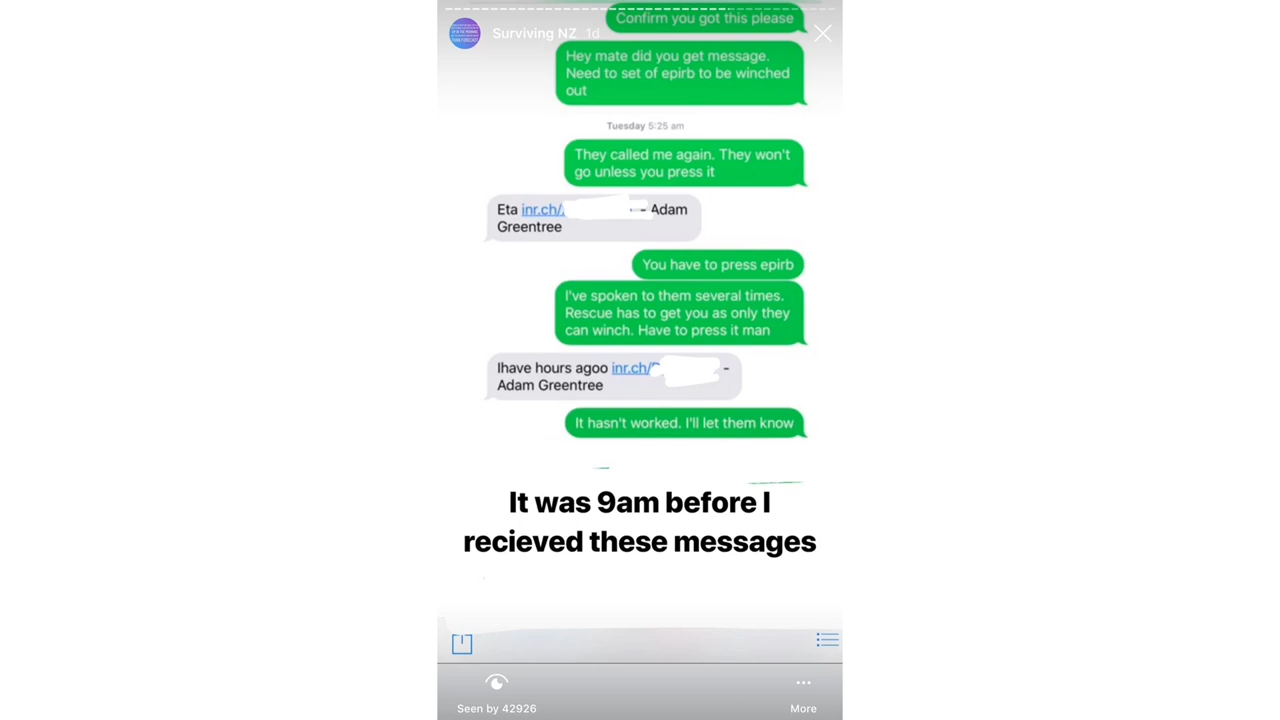 Confirm you got this please
Surviving NZ 1d
Hey mate did you get message.
Need to set of epirb to be winched
out
Tuesday 5:25 am
They called me again. They won't
go unless you press it
Eta inr.ch/ - Adam
Greentree
You have to press epirb
I've spoken to them several times.
Rescue has to get you as only they
can winch. Have to press it man
Ihave hours agoo inr.ch/ -
Adam Greentree
It hasn't worked. I'll let them know
It was 9am before I
recieved these messages
Seen by 42926
More